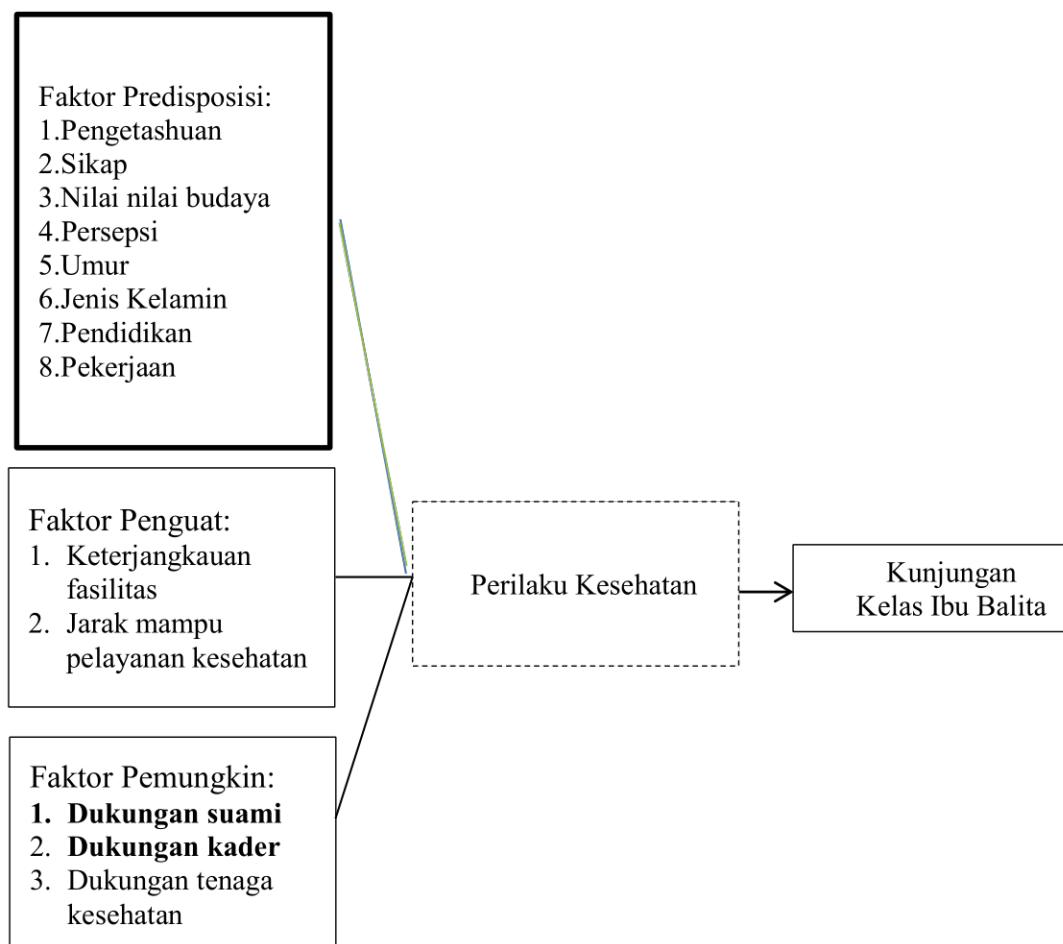 Faktor Predisposisi:
1.Pengetashuan
2.Sikap
3.Nilai nilai budaya
4.Persepsi
5.Umur
6.Jenis Kelamin
7.Pendidikan
8.Pekerjaan
Faktor Penguat:
1. Keterjangkauan
fasilitas
2. Jarak mampu
pelayanan kesehatan
Faktor Pemungkin:
1. Dukungan suami
2. Dukungan kader
3. Dukungan tenaga
kesehatan
Perilaku Kesehatan
Kunjungan
Kelas Ibu Balita